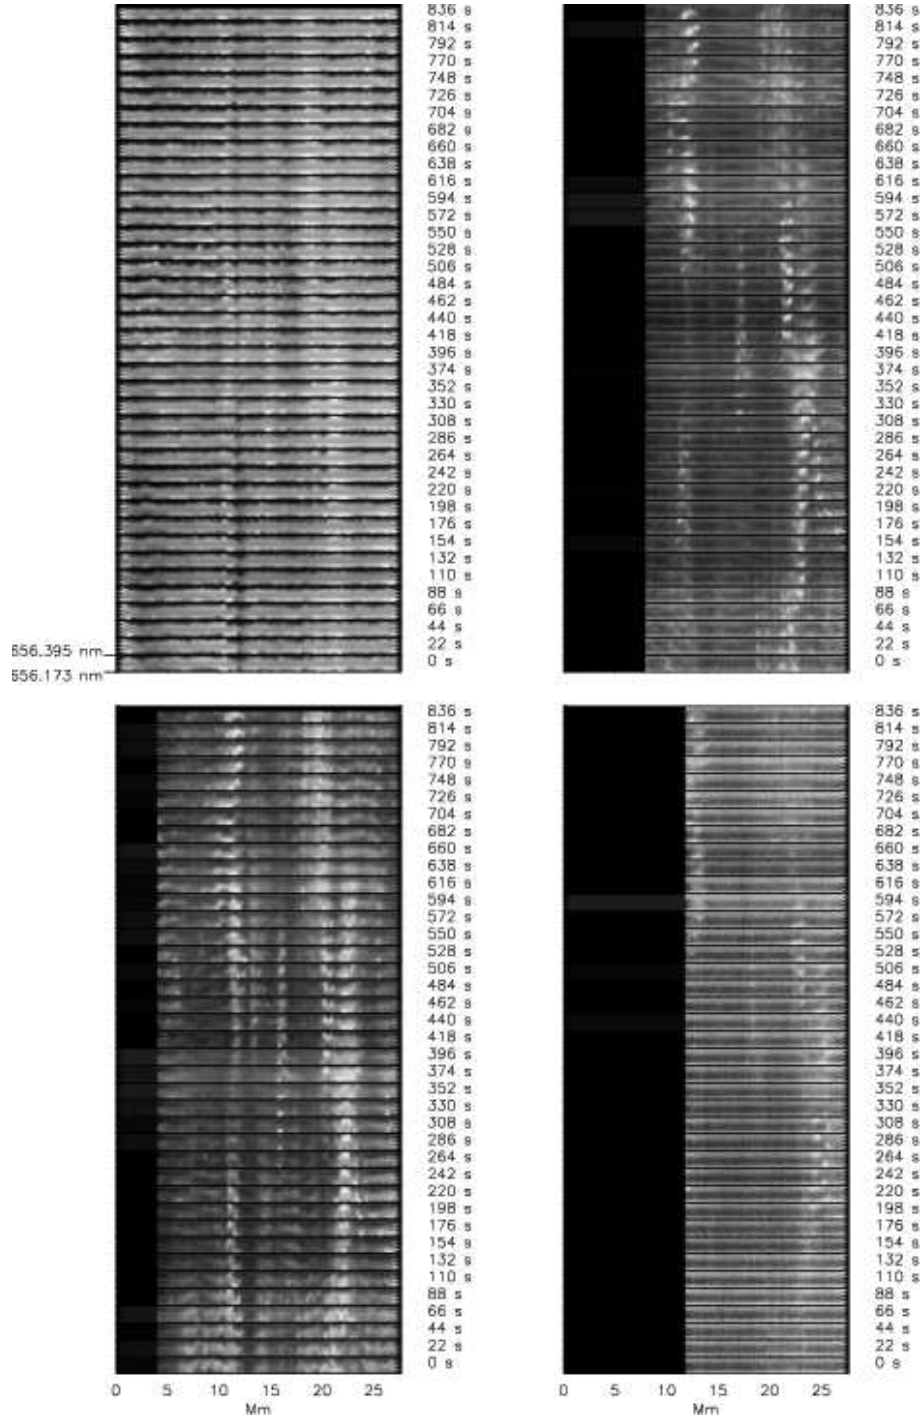 836 s 836 s
814 s 814 s
792 s 792 s
770 s 770 s
748 s 748 s
726 s 726 s
704 s 704 s
682 s 682 s
660 s 660 s
638 s 638 s
616 s 616 s
594 s 594 s
572 s 572 s
550 s 550 s
528 s 528 s
506 s 506 s
484 s 484 s
462 s 462 s
440 s 440 s
418 s 418 s
396 s 396 s
374 s 374 s
352 s 352 s
330 s 330 s
308 s 308 s
286 s 286 s
264 s 264 s
242 s 242 s
220 s 220 s
198 s 198 s
176 s 176 s
154 s 154 s
132 s 132 s
110 s 110 s
88 s 88 s
66 s 66 s
44 s 44 s
656.395 nm 22 s 22 s
656.173 nm 0 s 0 s
836 s 836 s
814 s 814 s
792 s 792 s
770 s 770 s
748 s 748 s
726 s 726 s
704 s 704 s
682 s 682 s
660 s 660 s
638 s 638 s
616 s 616 s
594 s 594 s
572 s 572 s
550 s 550 s
528 s 528 s
506 s 506 s
484 s 484 s
462 s 462 s
440 s 440 s
418 s 418 s
396 s 396 s
374 s 374 s
352 s 352 s
330 s 330 s
308 s 308 s
286 s 286 s
264 s 264 s
242 s 242 s
220 s 220 s
198 s 198 s
176 s 176 s
154 s 154 s
132 s 132 s
110 s 110 s
88 s 88 s
66 s 66 s
44 s 44 s
22 s 22 s
0 s 0 s
0 5 10 15 20 25 0 5 10 15 20 25
Mm Mm